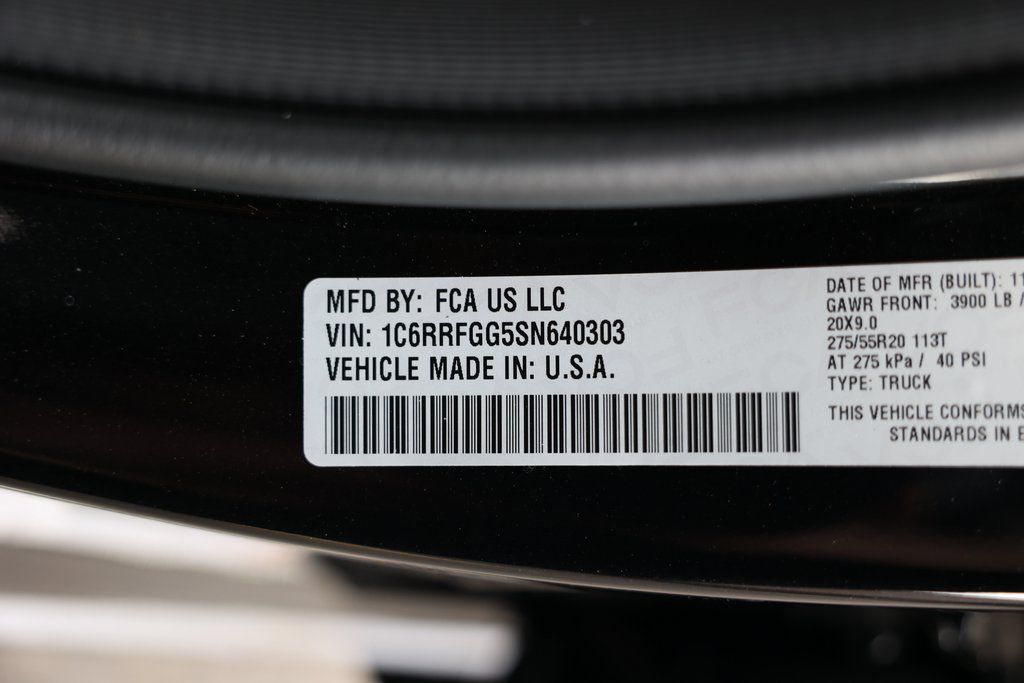 MFD BY: FCA US LLC
VIN: 1C6RRFGG5SN640303
VEHICLE MADE IN: U.S.A.
DATE OF MFR (BUILT): 11
GAWR FRONT: 3900 LB /
20X9.0
275/55R20 113T
AT 275 kPa / 40 PSI
TYPE: TRUCK
THIS VEHICLE CONFORMS
STANDARDS IN E